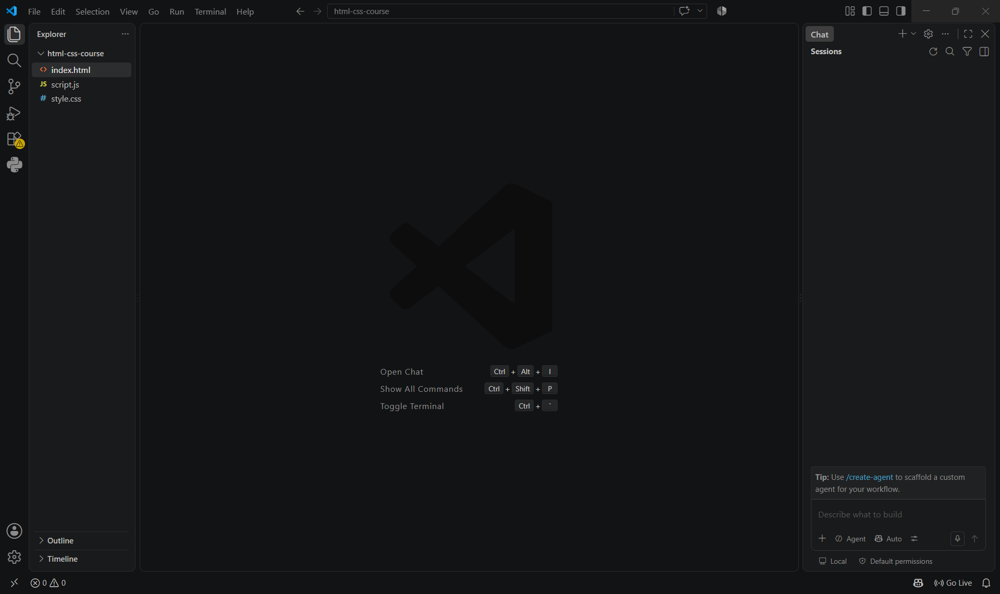 File Edit Selection View Go Run Terminal Help
html-css-course
Explorer
html-css-course
<> index.html
JS script.js
# style.css
Outline
Timeline
Open Chat Ctrl + Alt + I
Show All Commands Ctrl + Shift + P
Toggle Terminal Ctrl + `
Chat
Sessions
Tip: Use /create-agent to scaffold a custom
agent for your workflow.
Describe what to build
Agent Auto
Local Default permissions
0 0
Go Live